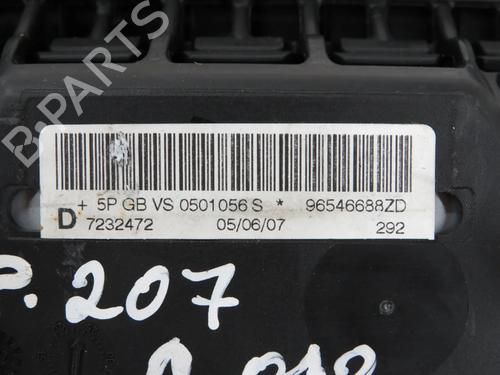 B-PARTS
+ 5P GB VS 0501056 S * 96546688ZD
D 7232472 05/06/07 292
P. 207